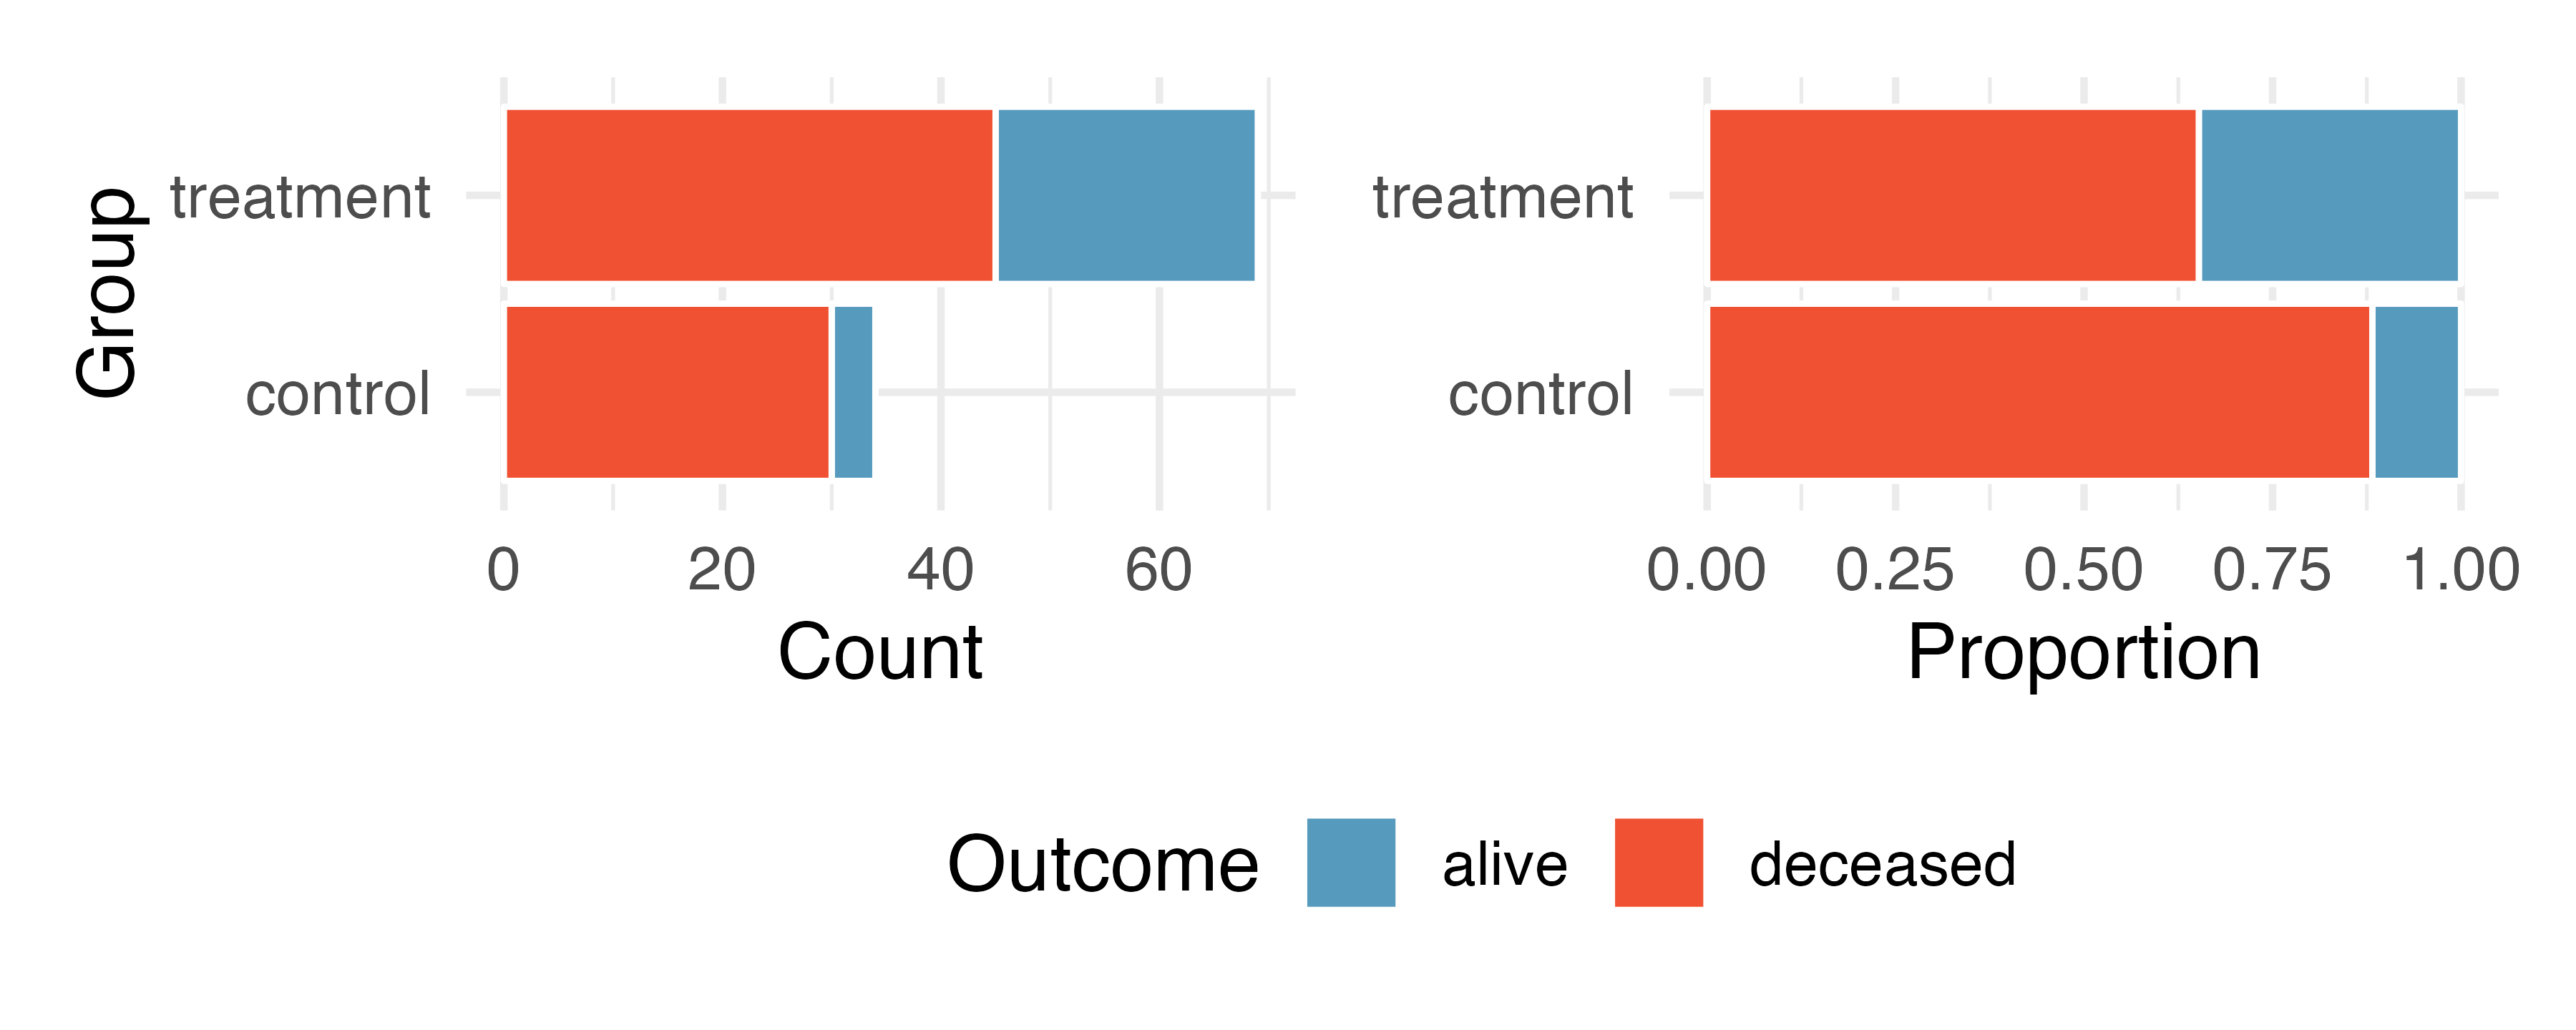 Group
treatment
control
0 20 40 60
Count
treatment
control
0.00 0.25 0.50 0.75 1.00
Proportion
Outcome alive deceased